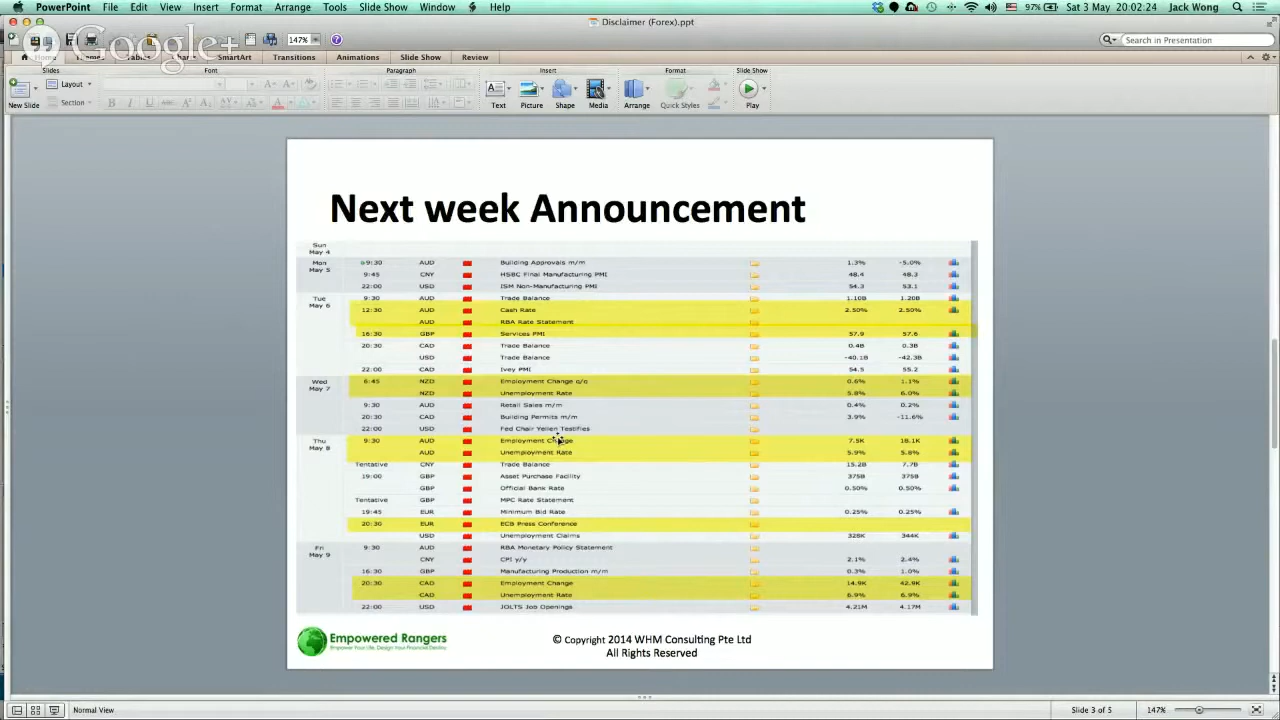 PowerPoint File Edit View Insert Format Arrange Tools Slide Show Window Help 97% Sat 3 May 20:02:24 Jack Wong
Disclaimer (Forex).ppt
Google+
147% Search in Presentation
Home SmartArt Transitions Animations Slide Show Review
Slides Font Paragraph Insert Format Slide Show
Layout
Section
New Slide Text Picture Shape Media Arrange Quick Styles Play
Next week Announcement
Sun May 4
Mon May 5 9:30 AUD Building Approvals m/m 1.3% -5.0%
9:45 CNY HSBC Final Manufacturing PMI 48.4 48.3
22:00 USD ISM Non-Manufacturing PMI 54.3 53.1
Tue May 6 9:30 AUD Trade Balance 1.10B 1.20B
12:30 AUD Cash Rate 2.50% 2.50%
AUD RBA Rate Statement
16:30 GBP Services PMI 57.9 57.6
20:30 CAD Trade Balance 0.4B 0.3B
USD Trade Balance -40.1B -42.3B
22:00 CAD Ivey PMI 54.5 55.2
Wed May 7 6:45 NZD Employment Change q/q 0.6% 1.1%
NZD Unemployment Rate 5.8% 6.0%
9:30 AUD Retail Sales m/m 0.4% 0.2%
20:30 CAD Building Permits m/m 3.9% -11.6%
22:00 USD Fed Chair Yellen Testifies
Thu May 8 9:30 AUD Employment Change 7.5K 18.1K
AUD Unemployment Rate 5.9% 5.8%
Tentative CNY Trade Balance 15.2B 7.7B
19:00 GBP Asset Purchase Facility 375B 375B
GBP Official Bank Rate 0.50% 0.50%
Tentative GBP MPC Rate Statement
19:45 EUR Minimum Bid Rate 0.25% 0.25%
20:30 EUR ECB Press Conference
USD Unemployment Claims 328K 344K
Fri May 9 9:30 AUD RBA Monetary Policy Statement
CNY CPI y/y 2.1% 2.4%
16:30 GBP Manufacturing Production m/m 0.3% 1.0%
20:30 CAD Employment Change 14.9K 42.9K
CAD Unemployment Rate 6.9% 6.9%
22:00 USD JOLTS Job Openings 4.21M 4.17M
Empowered Rangers
Empower Your Life, Design Your Financial Destiny
© Copyright 2014 WHM Consulting Pte Ltd
All Rights Reserved
Normal View Slide 3 of 5 147%